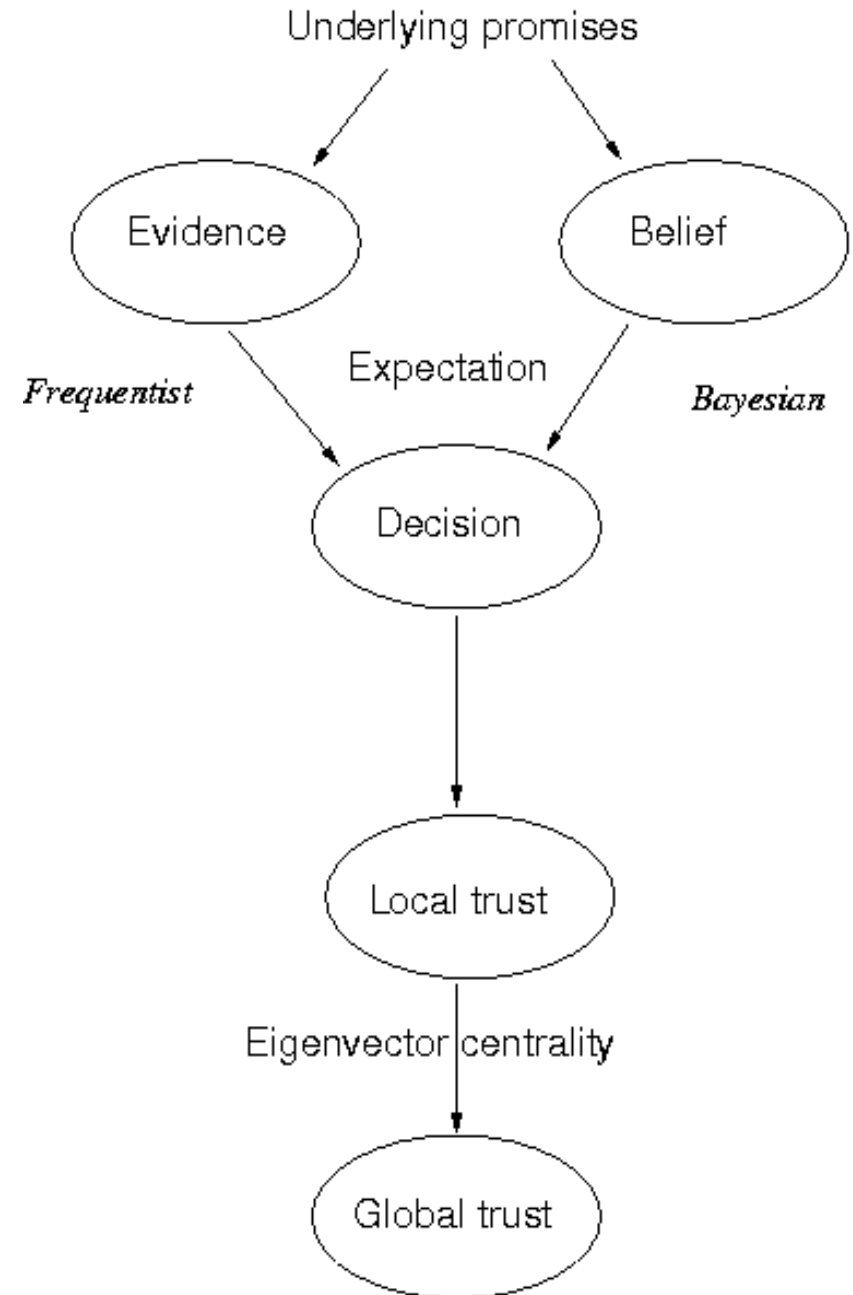 Underlying promises
Evidence
Belief
Expectation
Frequentist
Bayesian
Decision
Local trust
Eigenvector centrality
Global trust